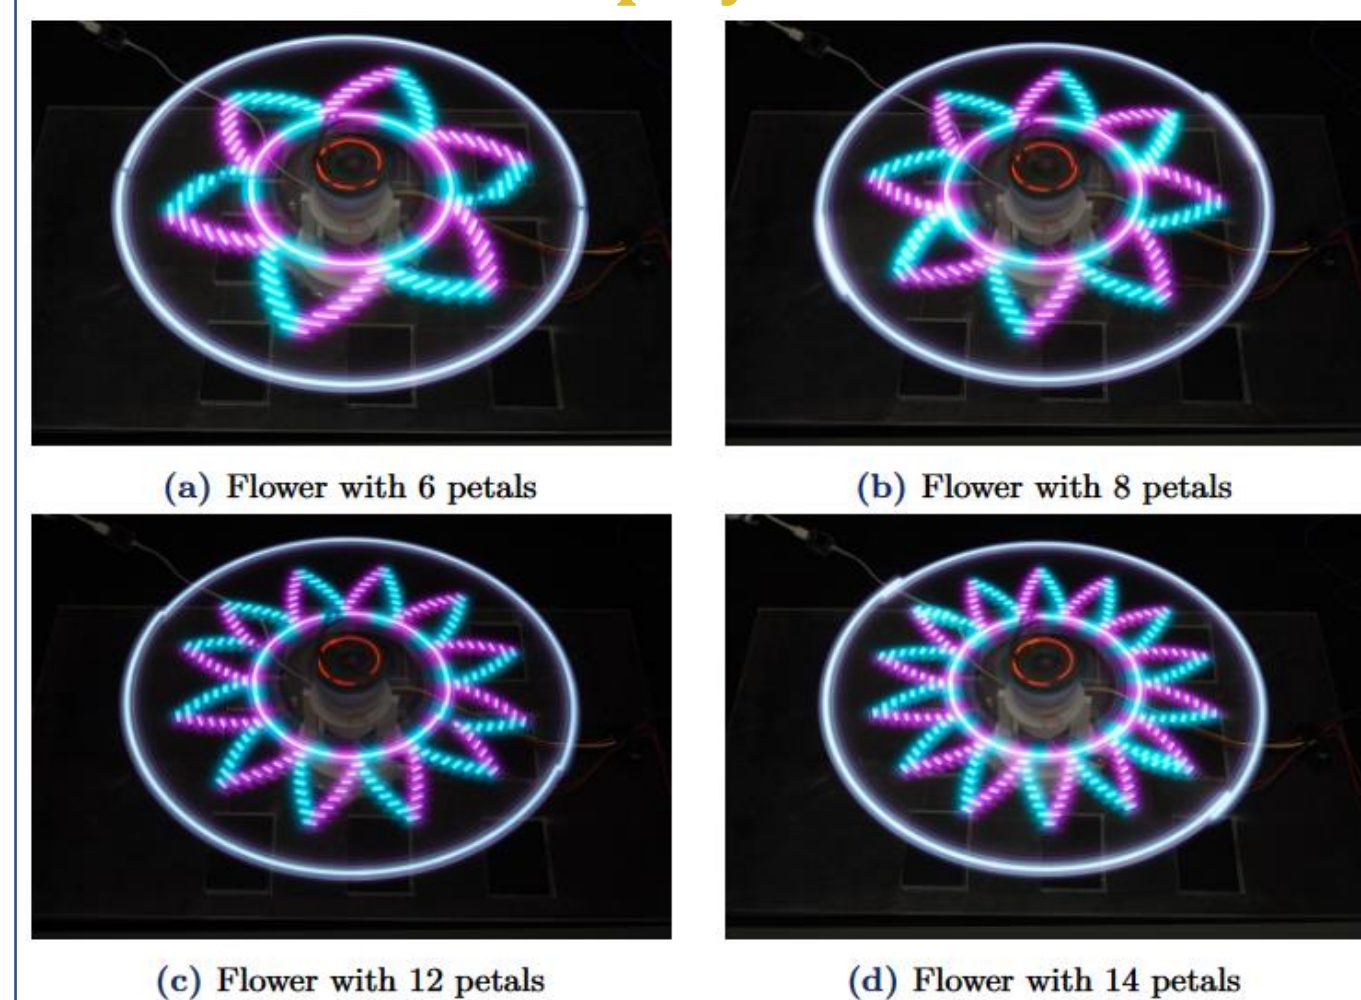 (a) Flower with 6 petals
(b) Flower with 8 petals
(c) Flower with 12 petals
(d) Flower with 14 petals